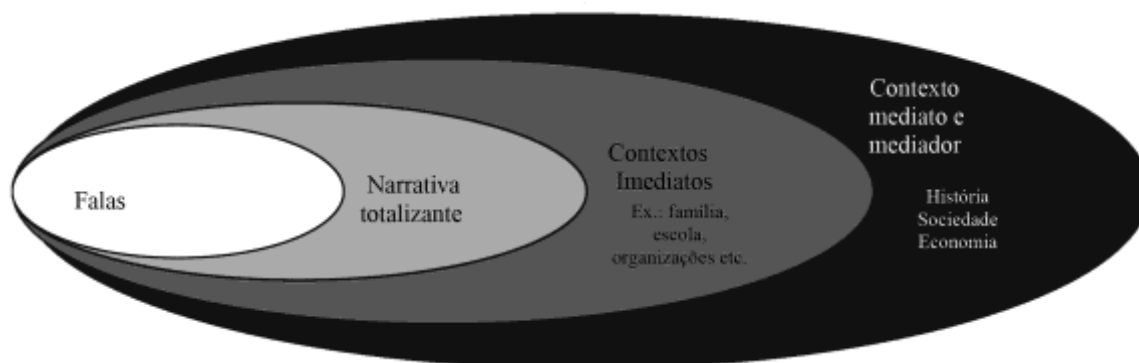 Falas
Narrativa
totalizante
Contextos
Imediatos
Ex.: família,
escola,
organizações etc.
Contexto
mediato e
mediador
História
Sociedade
Economia